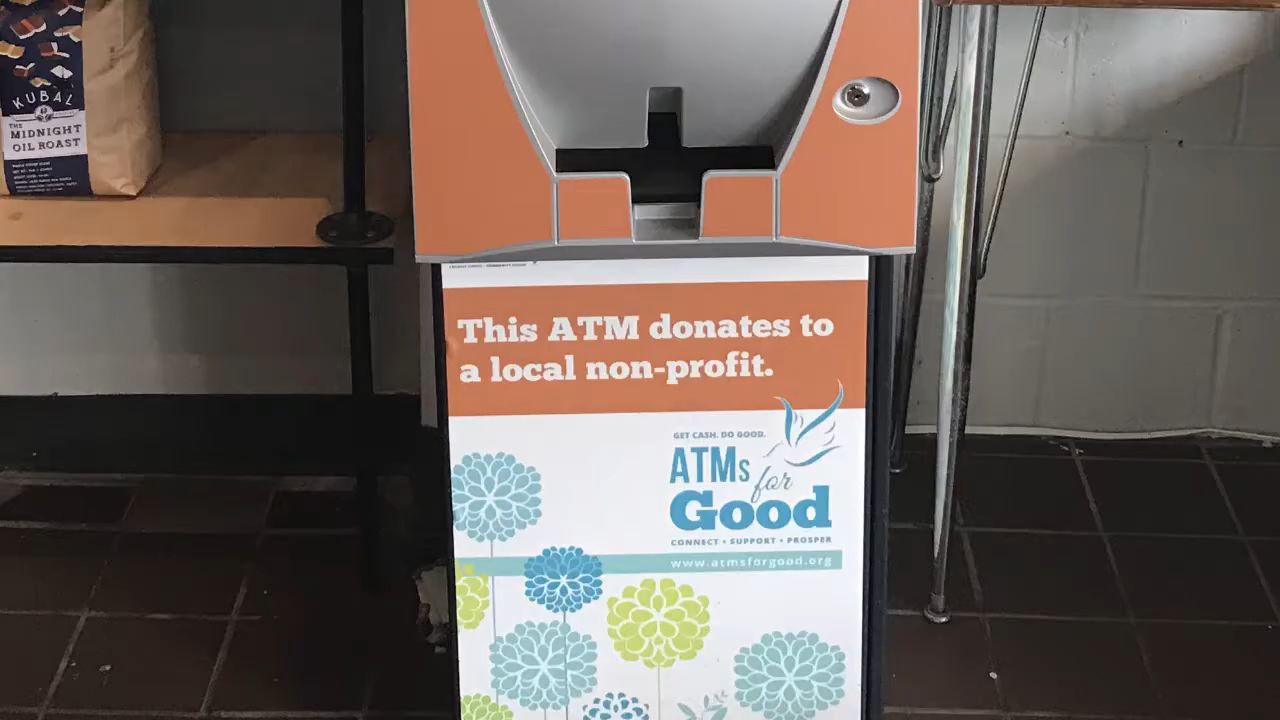 KUBAL
THE
MIDNIGHT
OIL ROAST
This ATM donates to
a local non-profit.
GET CASH. DO GOOD.
ATMs
for
Good
CONNECT • SUPPORT • PROSPER
www.atmsforgood.org